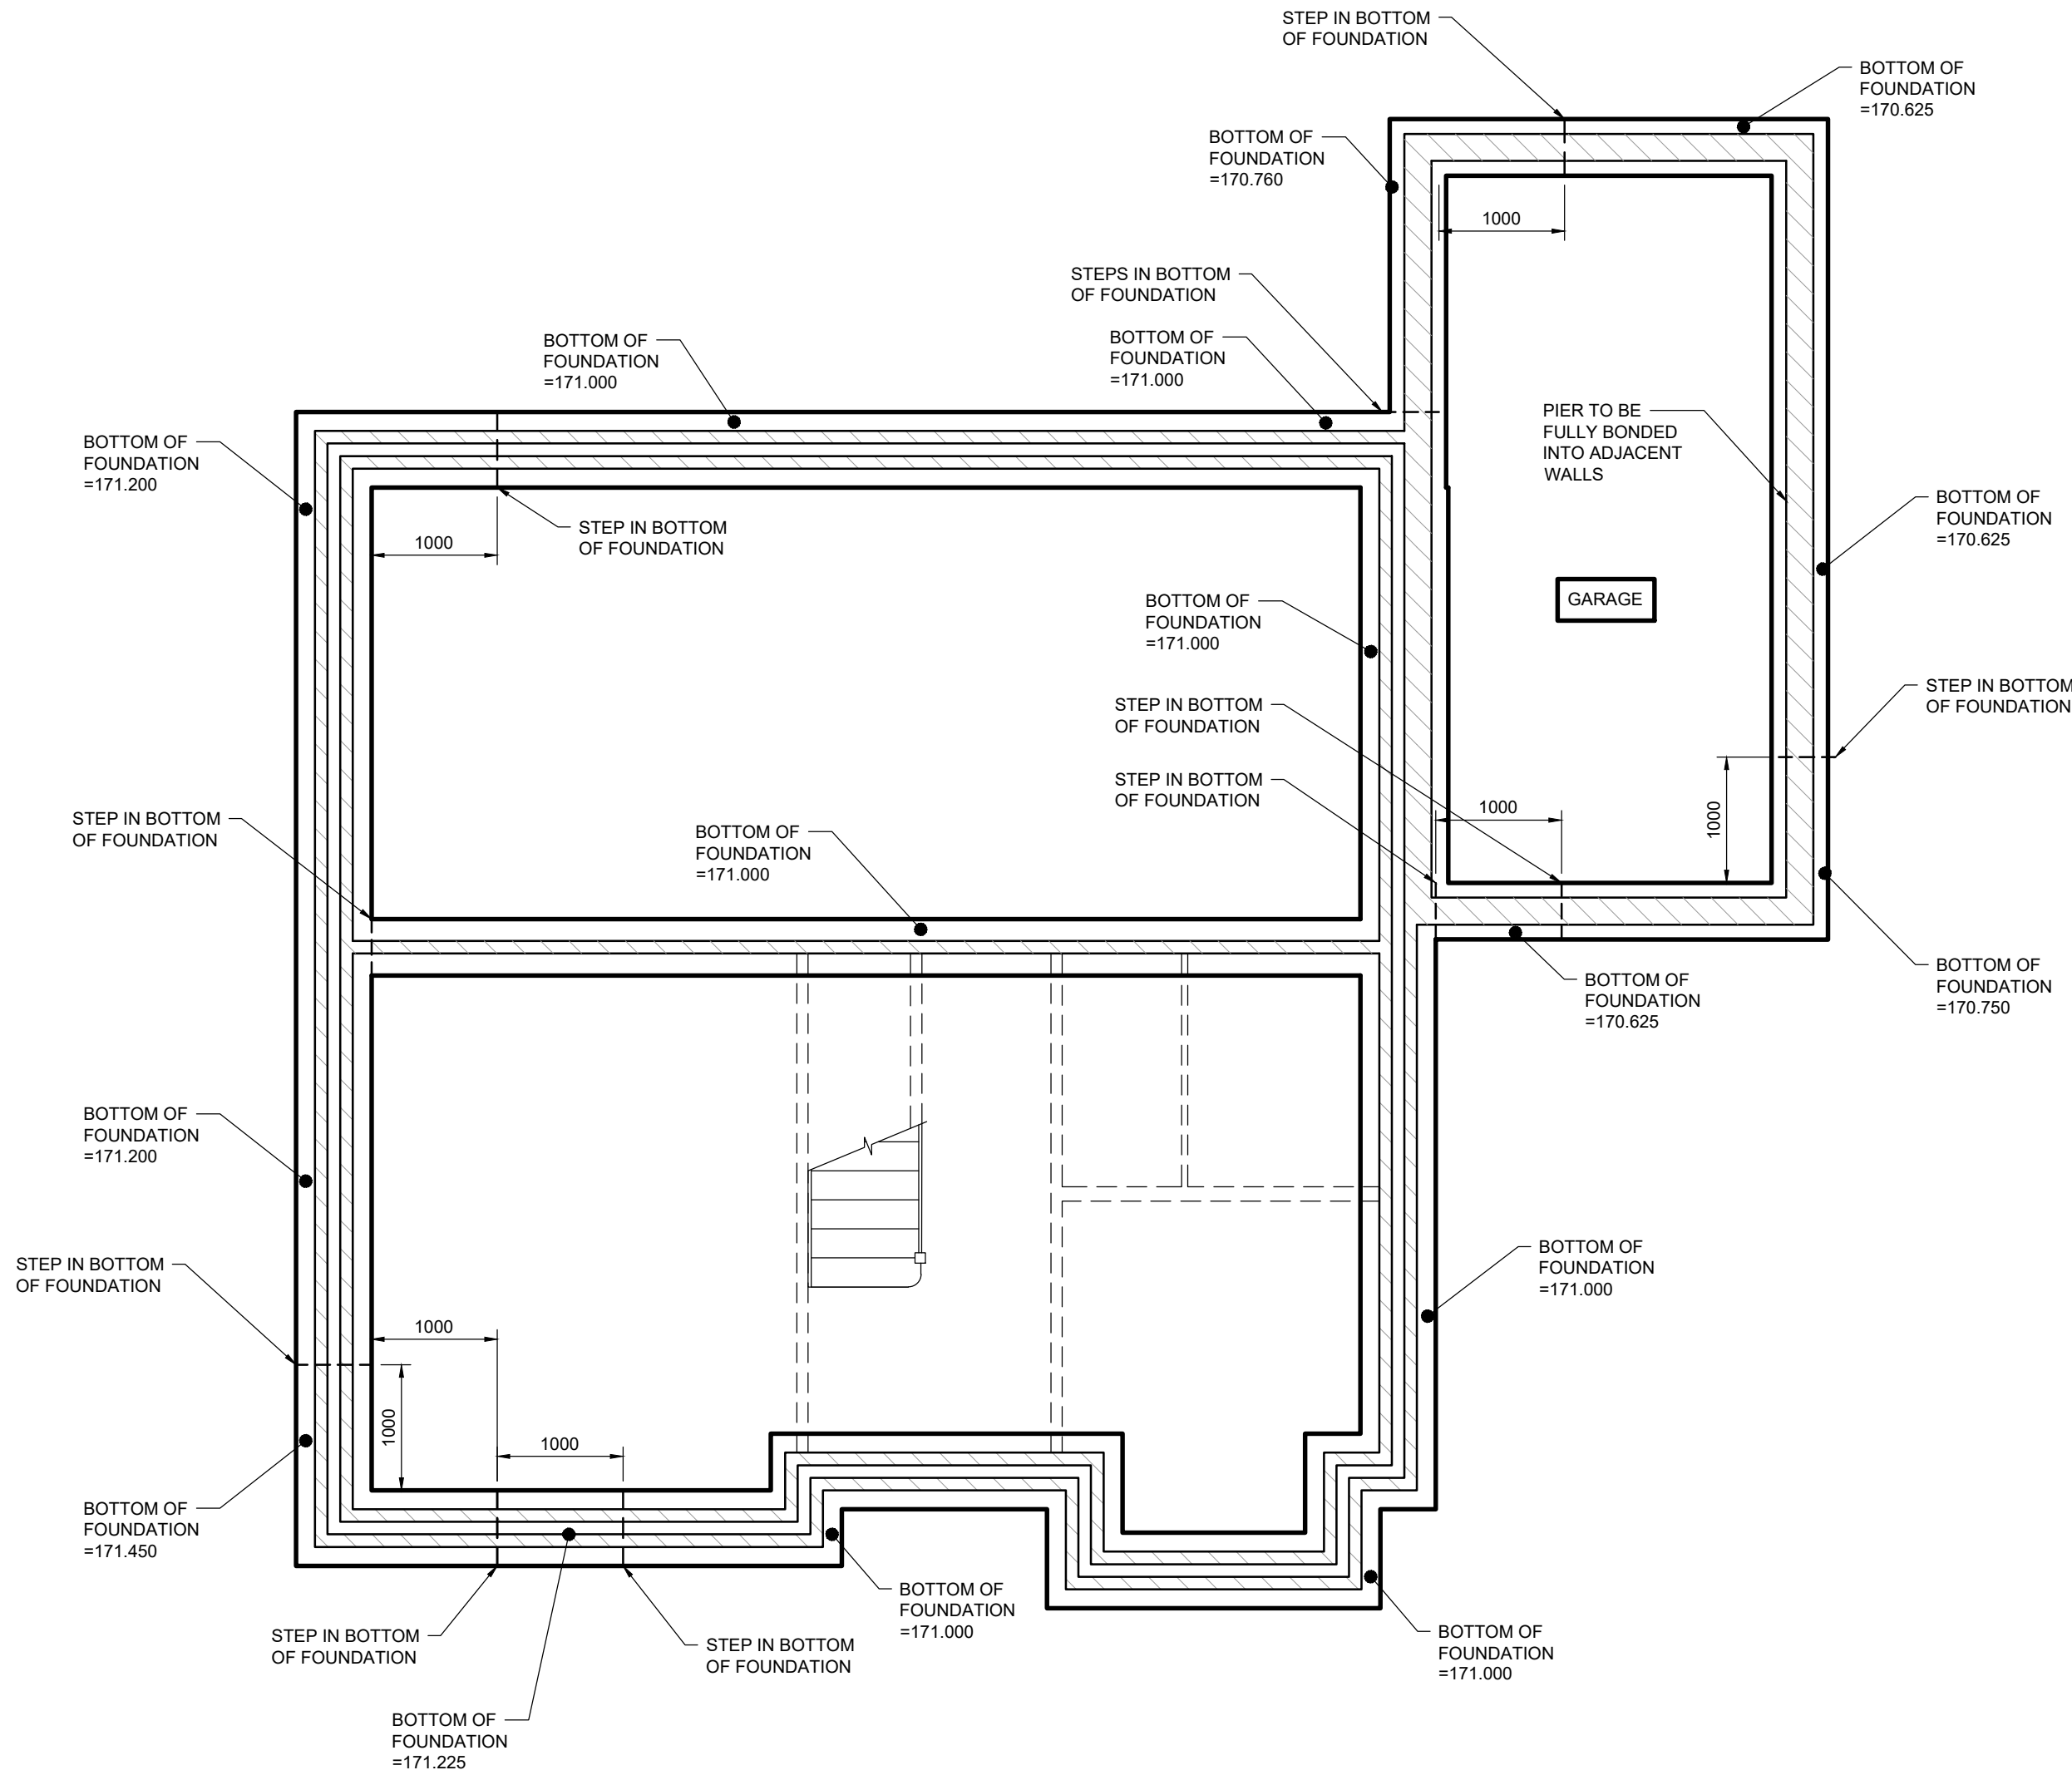 STEP IN BOTTOM
OF FOUNDATION
BOTTOM OF
FOUNDATION
=170.625
BOTTOM OF
FOUNDATION
=170.760
1000
STEPS IN BOTTOM
OF FOUNDATION
BOTTOM OF
FOUNDATION
=171.000
BOTTOM OF
FOUNDATION
=171.000
BOTTOM OF
FOUNDATION
=171.200
PIER TO BE
FULLY BONDED
INTO ADJACENT
WALLS
BOTTOM OF
FOUNDATION
=170.625
STEP IN BOTTOM
OF FOUNDATION
1000
GARAGE
BOTTOM OF
FOUNDATION
=171.000
STEP IN BOTTOM
OF FOUNDATION
STEP IN BOTTOM
OF FOUNDATION
STEP IN BOTTOM
OF FOUNDATION
1000
1000
STEP IN BOTTOM
OF FOUNDATION
BOTTOM OF
FOUNDATION
=171.000
BOTTOM OF
FOUNDATION
=170.625
BOTTOM OF
FOUNDATION
=170.750
BOTTOM OF
FOUNDATION
=171.200
STEP IN BOTTOM
OF FOUNDATION
BOTTOM OF
FOUNDATION
=171.000
1000
1000
1000
BOTTOM OF
FOUNDATION
=171.450
BOTTOM OF
FOUNDATION
=171.000
STEP IN BOTTOM
OF FOUNDATION
STEP IN BOTTOM
OF FOUNDATION
BOTTOM OF
FOUNDATION
=171.000
BOTTOM OF
FOUNDATION
=171.225